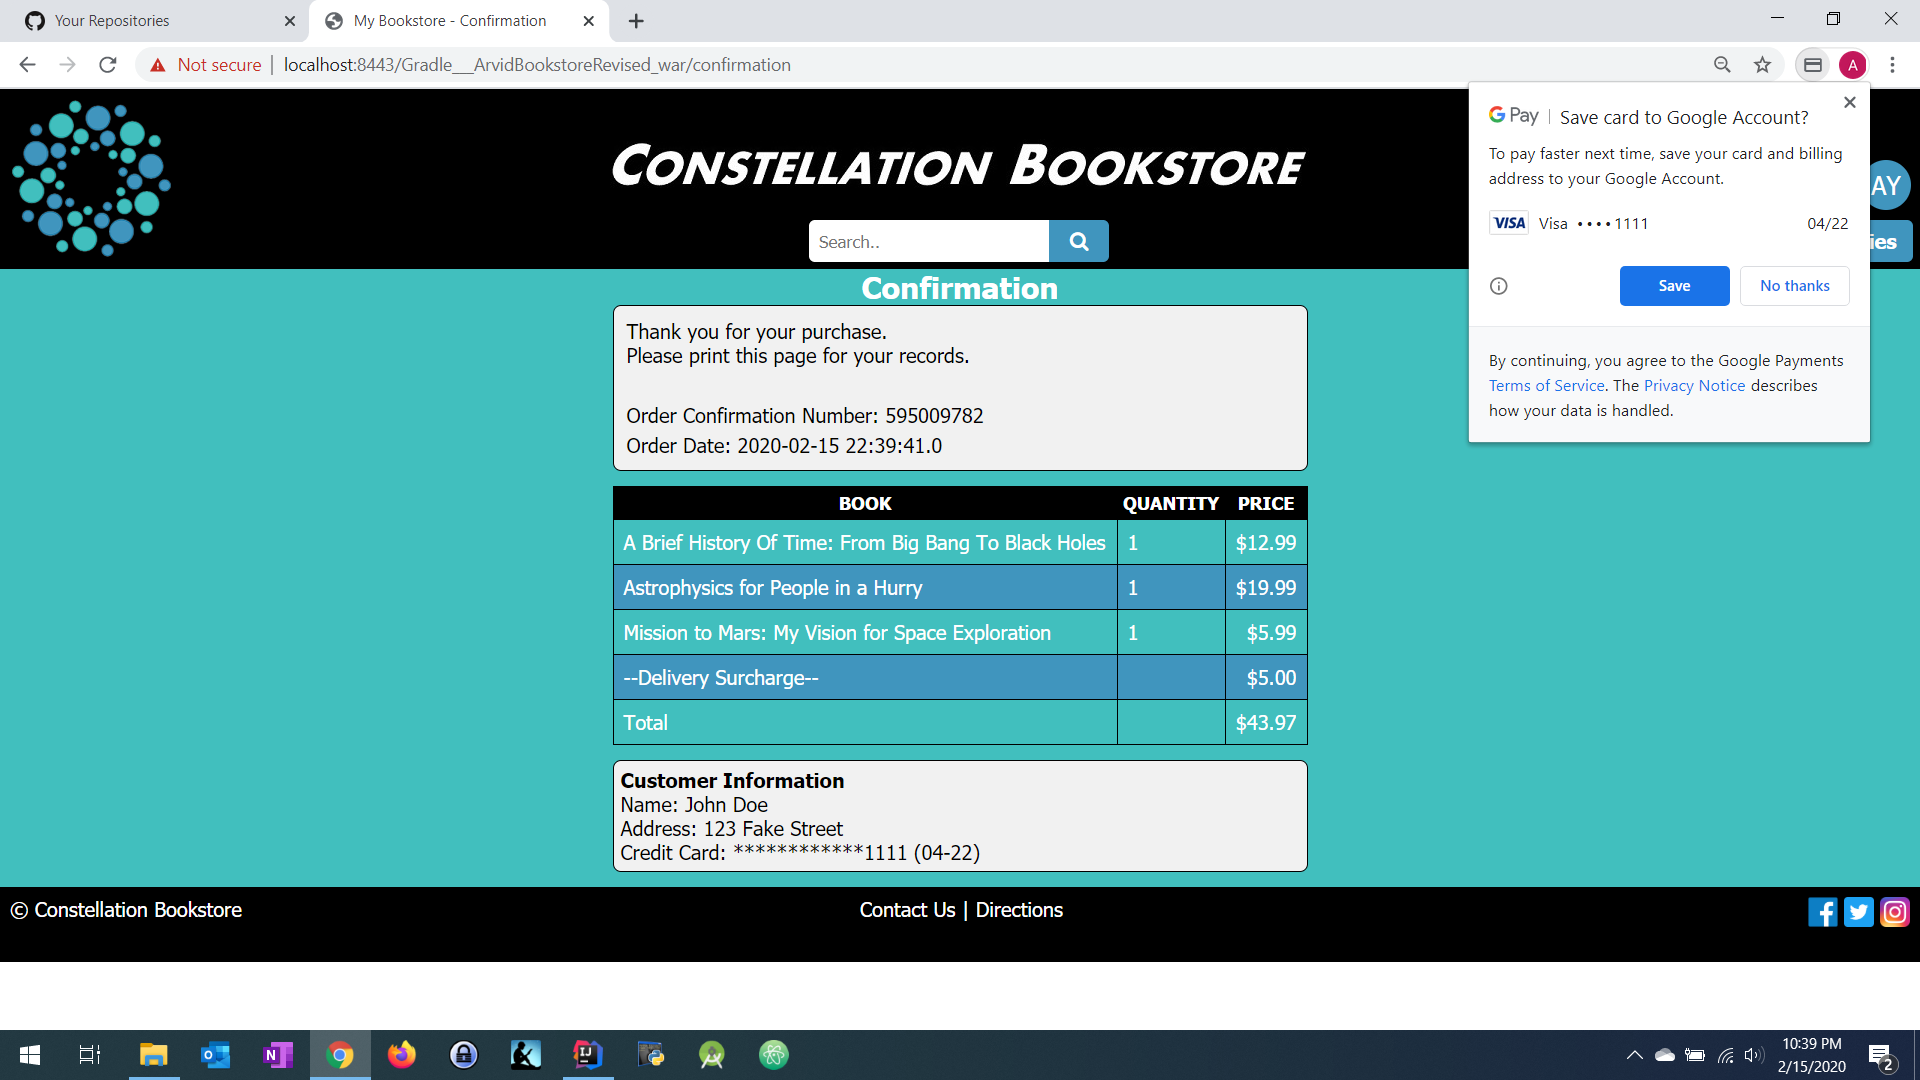 Your Repositories
My Bookstore - Confirmation
Not secure
localhost:8443/Gradle___ArvidBookstoreRevised_war/confirmation
A
G Pay
Save card to Google Account?
To pay faster next time, save your card and billing
address to your Google Account.
VISA
Visa ••••1111
04/22
Save
No thanks
By continuing, you agree to the Google Payments
Terms of Service. The Privacy Notice describes
how your data is handled.
CONSTELLATION BOOKSTORE
Search..
AY
ies
Confirmation
Thank you for your purchase.
Please print this page for your records.
Order Confirmation Number: 595009782
Order Date: 2020-02-15 22:39:41.0
BOOK QUANTITY PRICE
A Brief History Of Time: From Big Bang To Black Holes 1 $12.99
Astrophysics for People in a Hurry 1 $19.99
Mission to Mars: My Vision for Space Exploration 1 $5.99
--Delivery Surcharge-- $5.00
Total $43.97
Customer Information
Name: John Doe
Address: 123 Fake Street
Credit Card: ************1111 (04-22)
© Constellation Bookstore
Contact Us | Directions
10:39 PM
2/15/2020
2